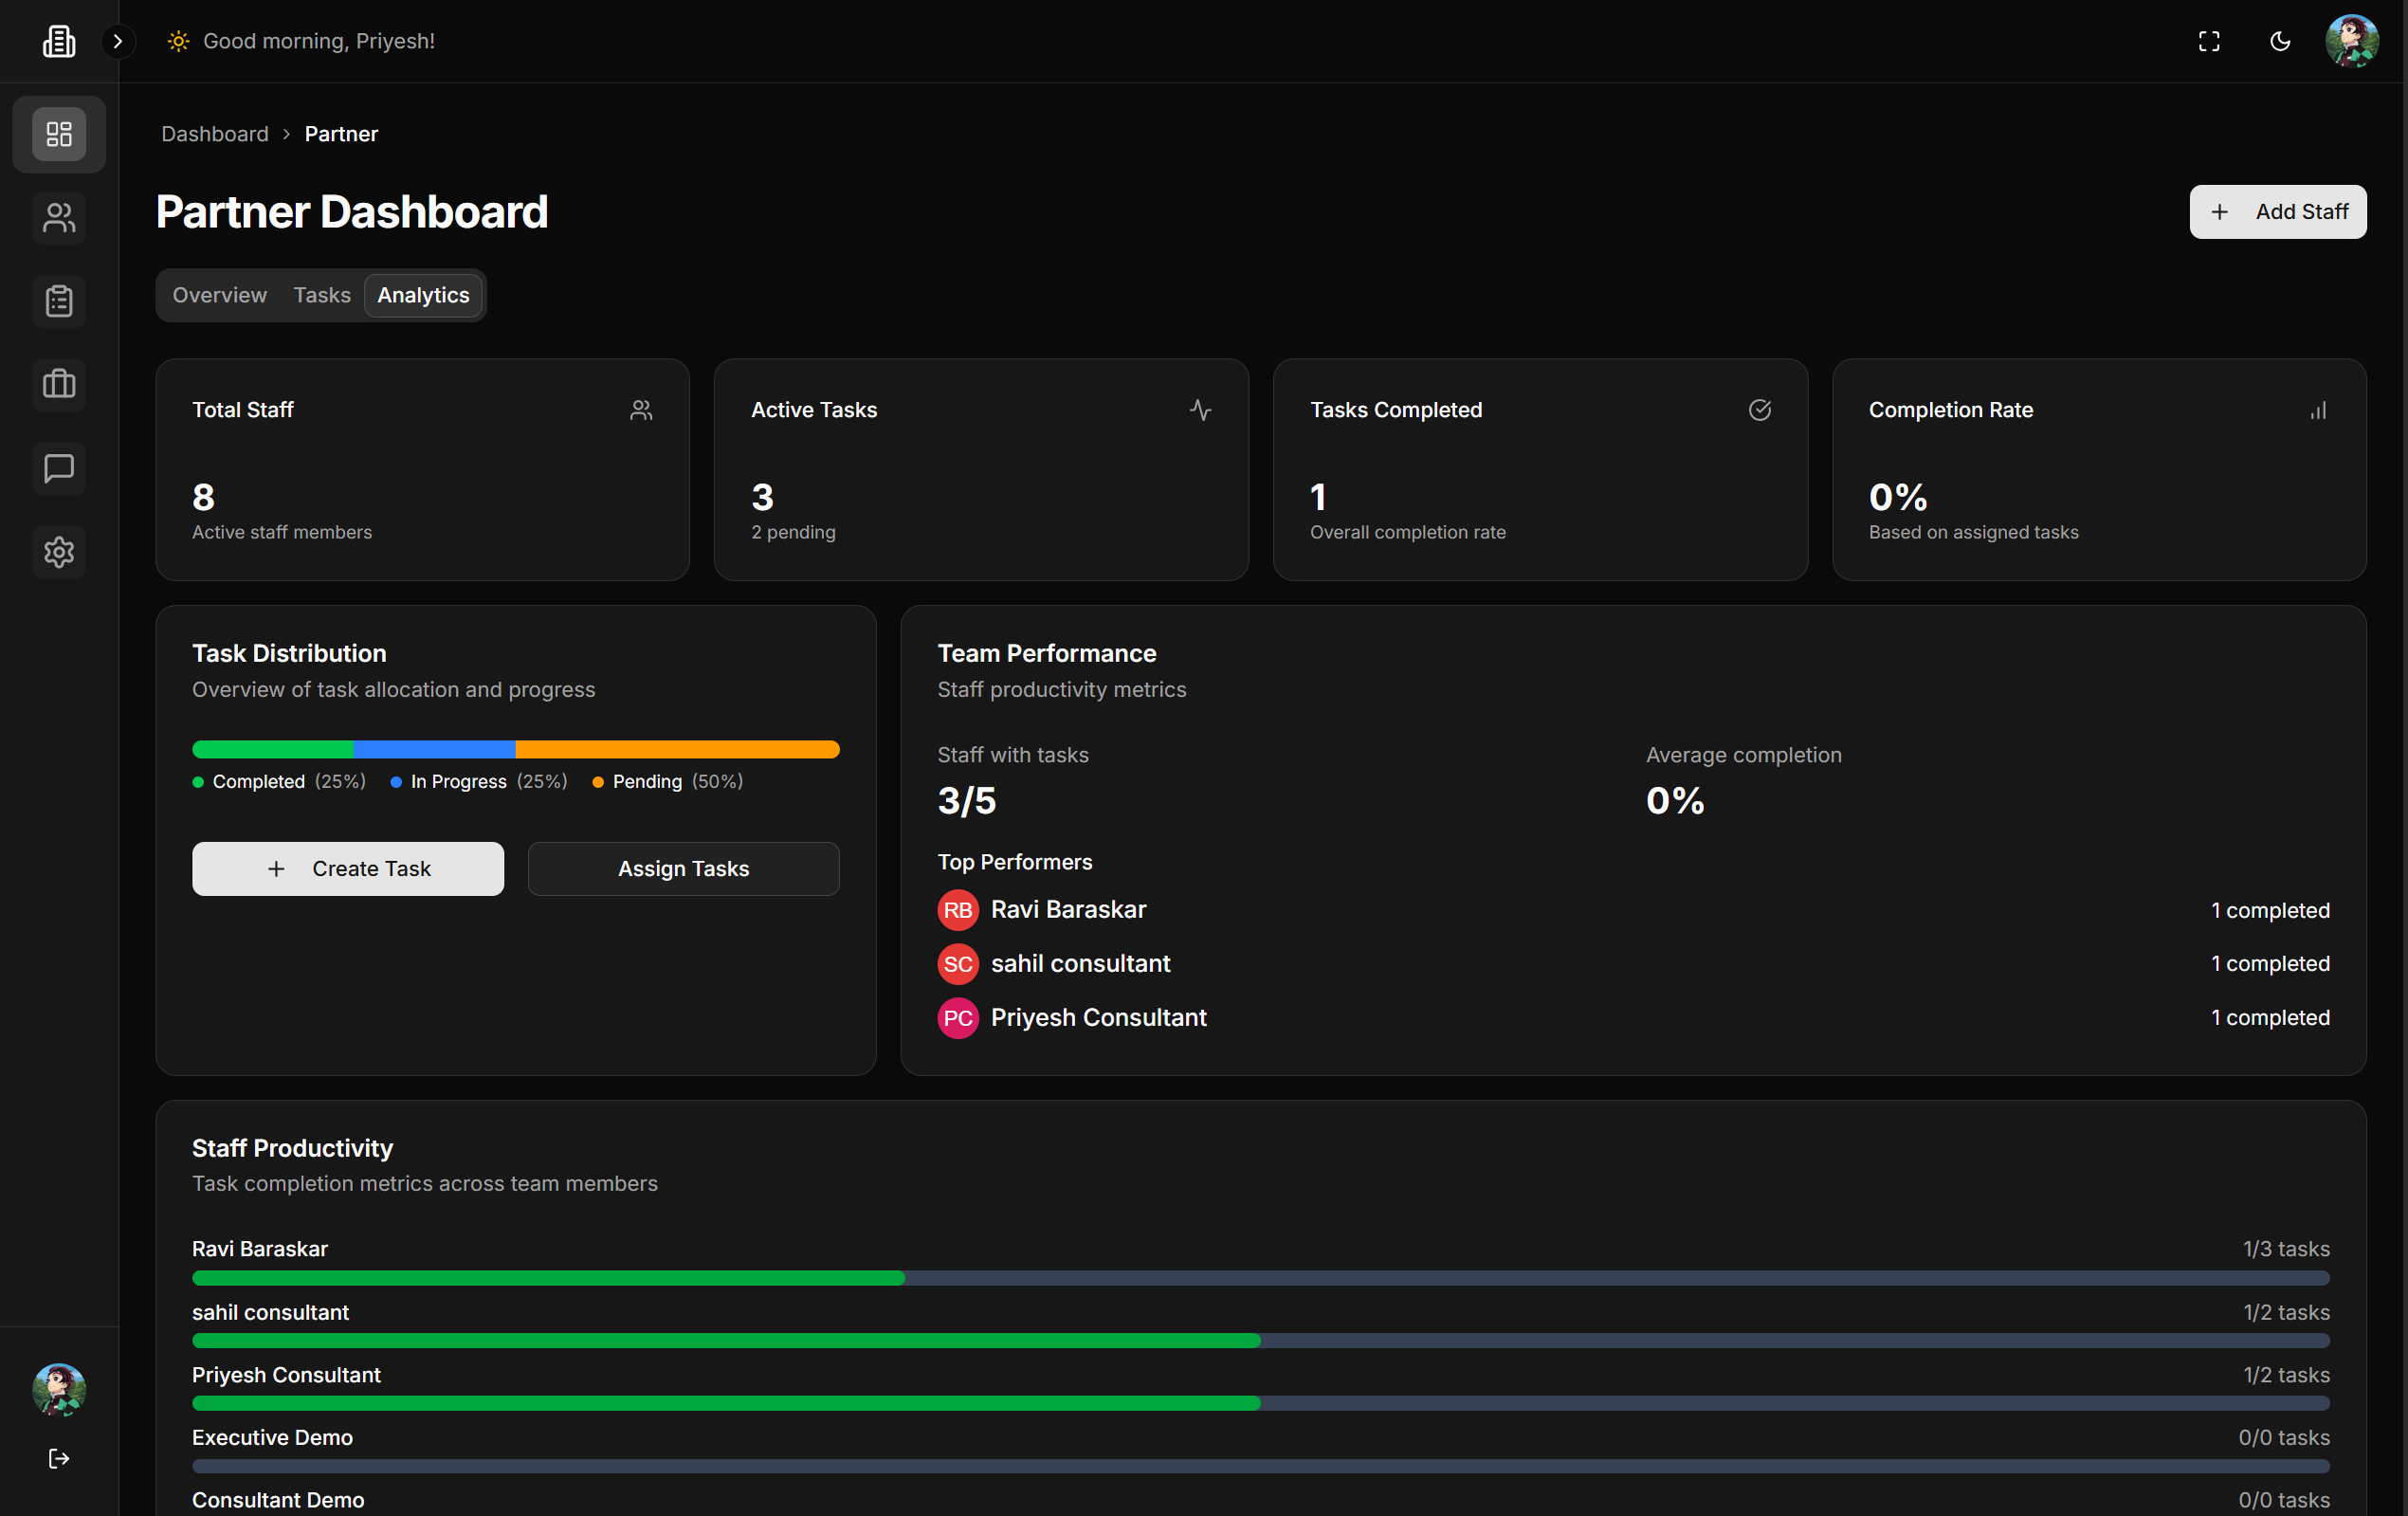 Good morning, Priyesh!
Dashboard > Partner
Partner Dashboard
+ Add Staff
Overview Tasks Analytics
Total Staff
8
Active staff members
Active Tasks
3
2 pending
Tasks Completed
1
Overall completion rate
Completion Rate
0%
Based on assigned tasks
Task Distribution
Overview of task allocation and progress
Completed (25%) In Progress (25%) Pending (50%)
+ Create Task Assign Tasks
Team Performance
Staff productivity metrics
Staff with tasks
3/5
Average completion
0%
Top Performers
RB Ravi Baraskar 1 completed
SC sahil consultant 1 completed
PC Priyesh Consultant 1 completed
Staff Productivity
Task completion metrics across team members
Ravi Baraskar 1/3 tasks
sahil consultant 1/2 tasks
Priyesh Consultant 1/2 tasks
Executive Demo 0/0 tasks
Consultant Demo 0/0 tasks